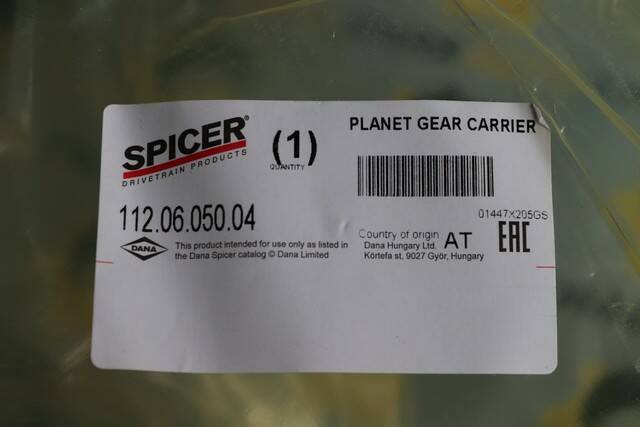 SPICER®
DRIVETRAIN PRODUCTS
(1)
QUANTITY
PLANET GEAR CARRIER
01447X205GS
112.06.050.04
DANA
This product intended for use only as listed in
the Dana Spicer catalog © Dana Limited
Country of origin AT
Dana Hungary Ltd.
Körtefa st, 9027 Győr, Hungary
EAC